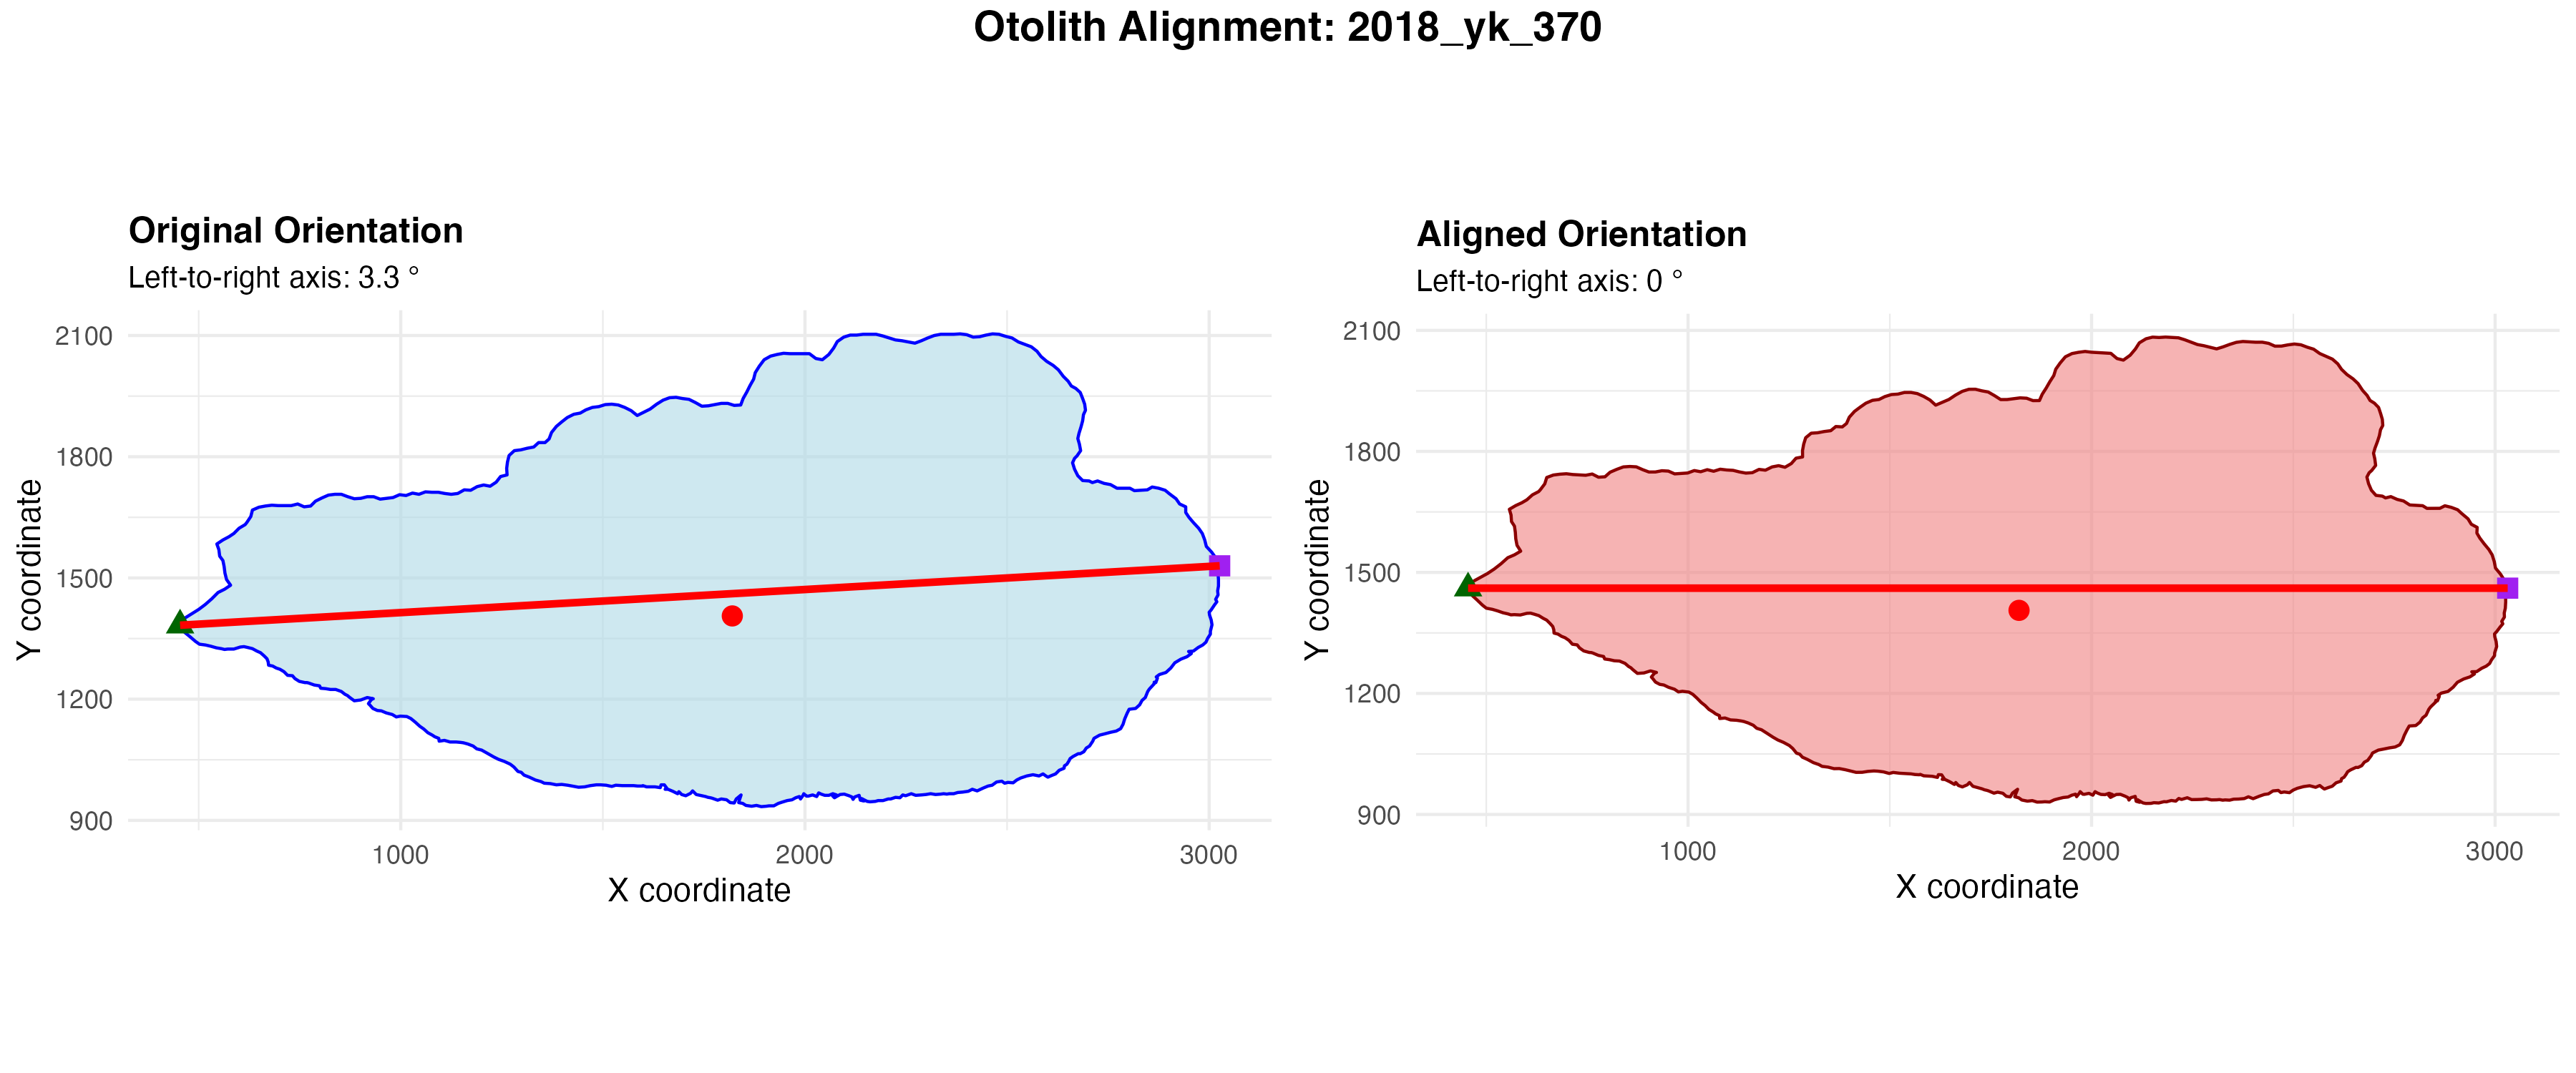 Otolith Alignment: 2018_yk_370
Original Orientation
Left-to-right axis: 3.3 °
2100
1800
1500
1200
900
Y coordinate
1000
2000
3000
X coordinate
Aligned Orientation
Left-to-right axis: 0 °
2100
1800
1500
1200
900
Y coordinate
1000
2000
3000
X coordinate